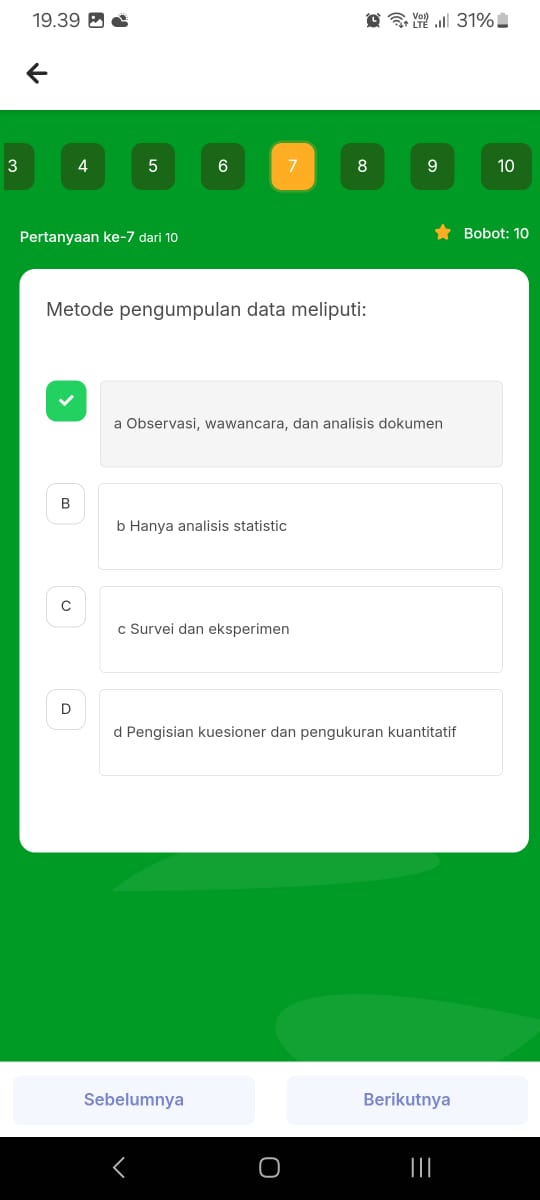 19.39
Vo))
LTE
31%
3
4
5
6
7
8
9
10
Pertanyaan ke-7 dari 10
Bobot: 10
Metode pengumpulan data meliputi:
a Observasi, wawancara, dan analisis dokumen
B
b Hanya analisis statistic
C
c Survei dan eksperimen
D
d Pengisian kuesioner dan pengukuran kuantitatif
Sebelumnya
Berikutnya